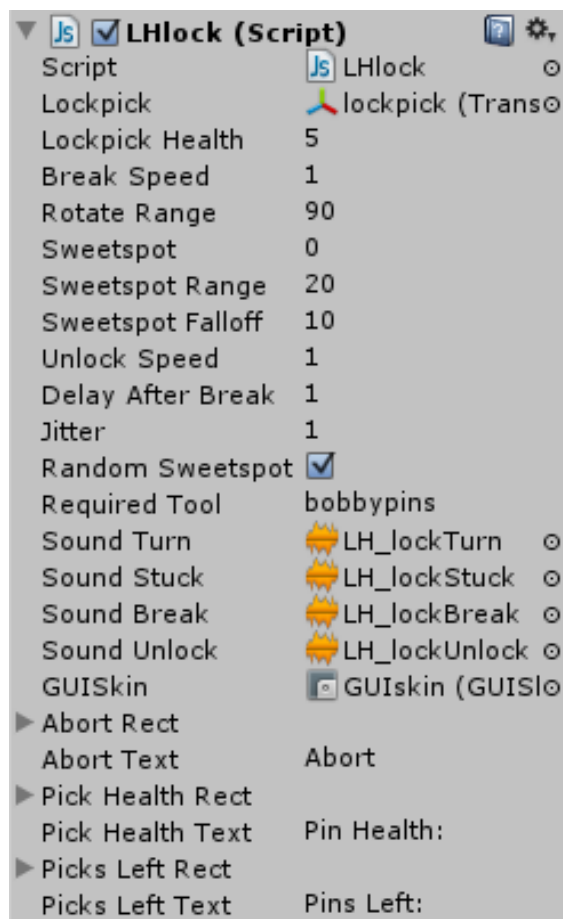 LHlock (Script)
Script LHlock
Lockpick lockpick (Trans
Lockpick Health 5
Break Speed 1
Rotate Range 90
Sweetspot 0
Sweetspot Range 20
Sweetspot Falloff 10
Unlock Speed 1
Delay After Break 1
Jitter 1
Random Sweetspot
Required Tool bobbypins
Sound Turn LH_lockTurn
Sound Stuck LH_lockStuck
Sound Break LH_lockBreak
Sound Unlock LH_lockUnlock
GUISkin GUIskin (GUISl
Abort Rect
Abort Text Abort
Pick Health Rect
Pick Health Text Pin Health:
Picks Left Rect
Picks Left Text Pins Left: